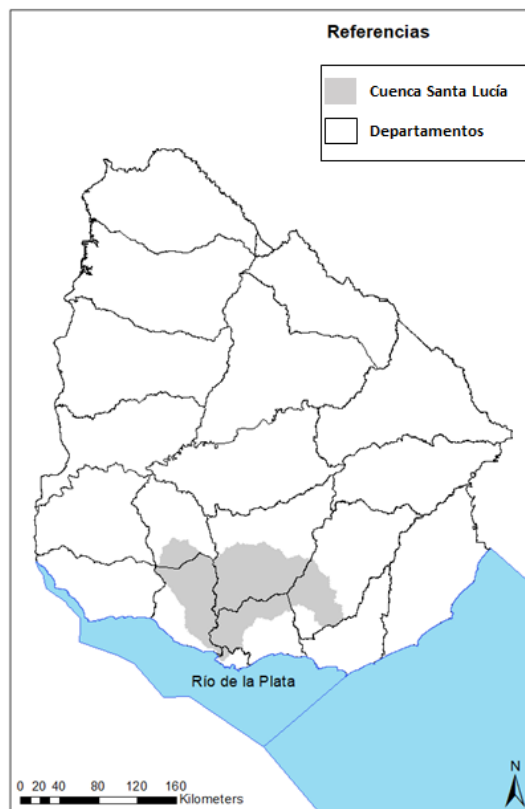 Referencias
Cuenca Santa Lucía
Departamentos
Río de la Plata
N
0 20 40 80 120 160
Kilometers